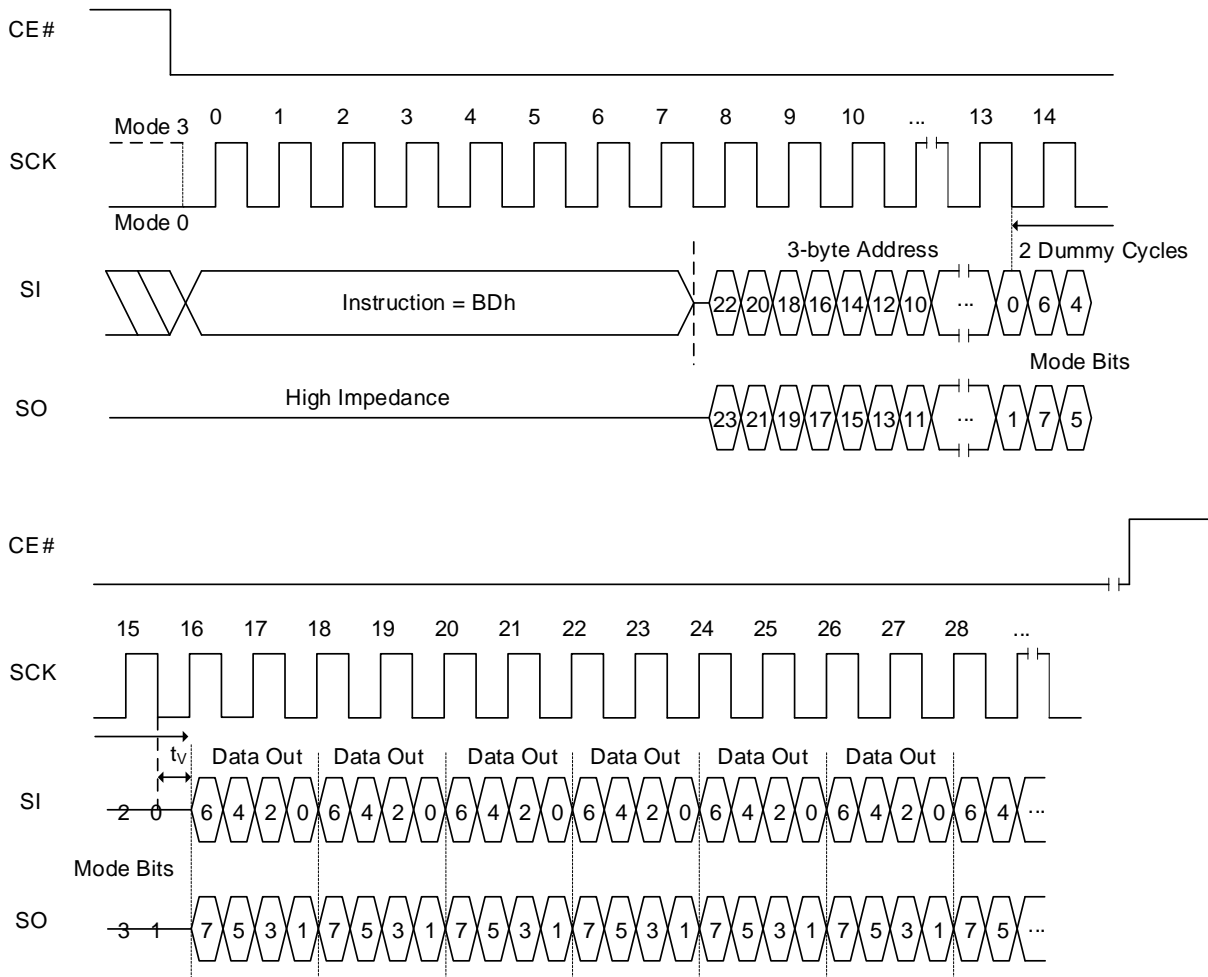 CE#
0 1 2 3 4 5 6 7 8 9 10 ... 13 14
Mode 3
SCK
Mode 0
3-byte Address 2 Dummy Cycles
SI Instruction = BDh 22 20 18 16 14 12 10 ... 0 6 4
Mode Bits
SO High Impedance 23 21 19 17 15 13 11 ... 1 7 5
CE#
15 16 17 18 19 20 21 22 23 24 25 26 27 28 ...
SCK
tV Data Out Data Out Data Out Data Out Data Out Data Out
SI 2 0 6 4 2 0 6 4 2 0 6 4 2 0 6 4 2 0 6 4 2 0 6 4 2 0 6 4 ...
Mode Bits
SO 3 1 7 5 3 1 7 5 3 1 7 5 3 1 7 5 3 1 7 5 3 1 7 5 3 1 7 5 ...